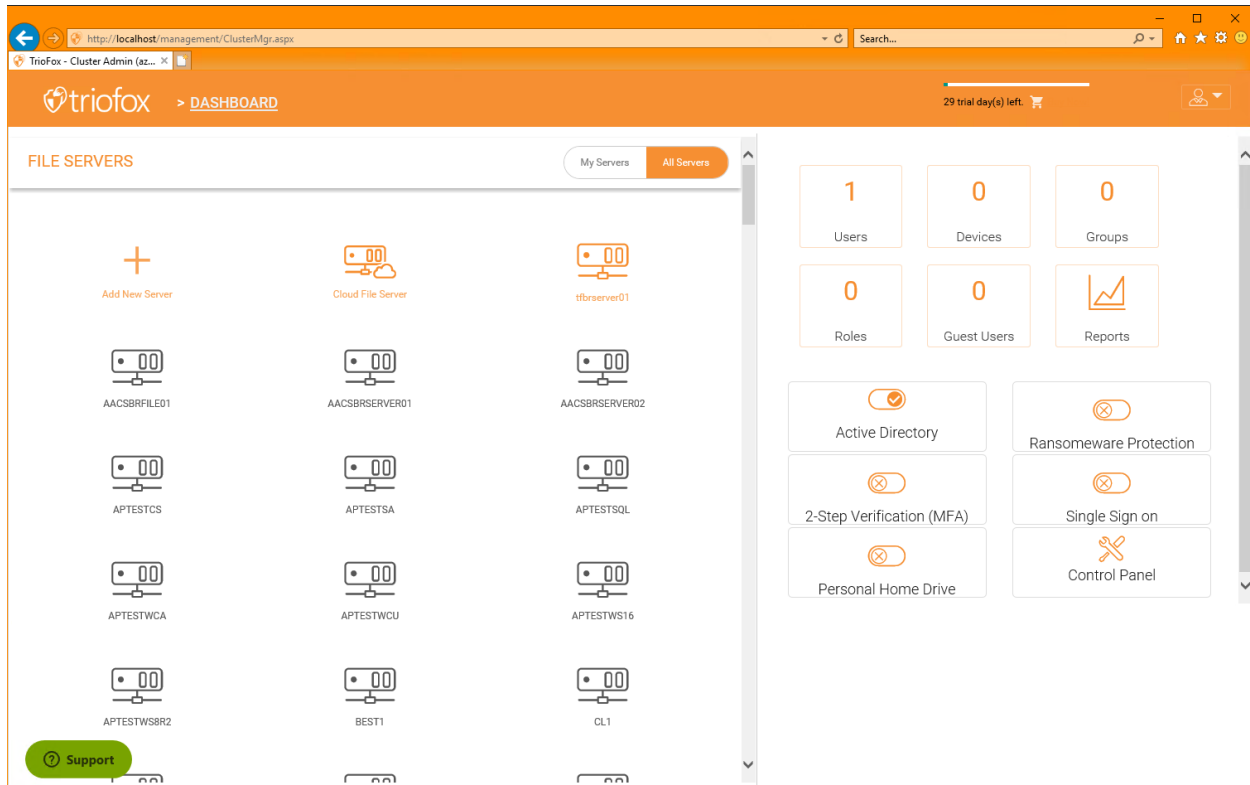 http://localhost/management/ClusterMgr.aspx
Search...
TrioFox - Cluster Admin (az...
triofox > DASHBOARD
29 trial day(s) left.
FILE SERVERS
My Servers
All Servers
Add New Server
Cloud File Server
tfbrserver01
AACSBRFILE01
AACSBRSERVER01
AACSBRSERVER02
APTESTCS
APTESTSA
APTESTSQL
APTESTWCA
APTESTWCU
APTESTWS16
APTESTWS8R2
BEST1
CL1
Support
1
Users
0
Devices
0
Groups
0
Roles
0
Guest Users
Reports
Active Directory
Ransomeware Protection
2-Step Verification (MFA)
Single Sign on
Personal Home Drive
Control Panel